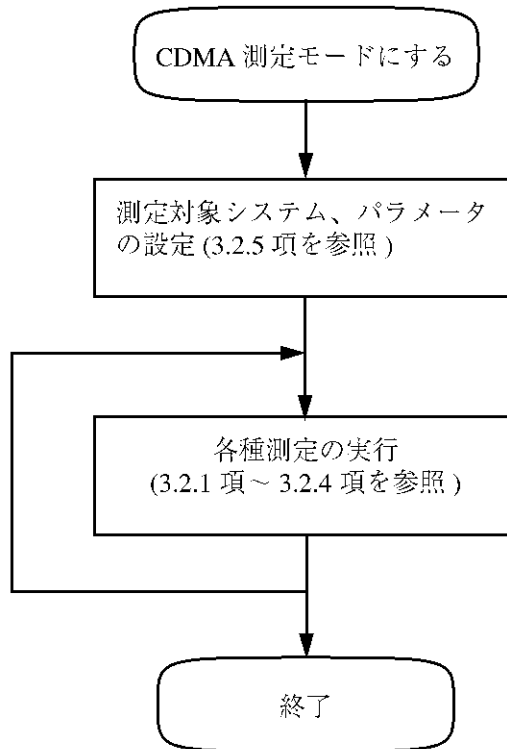 CDMA 測定モードにする
測定対象システム、パラメータ
の設定 (3.2.5 項を参照 )
各種測定の実行
(3.2.1 項～ 3.2.4 項を参照 )
終了